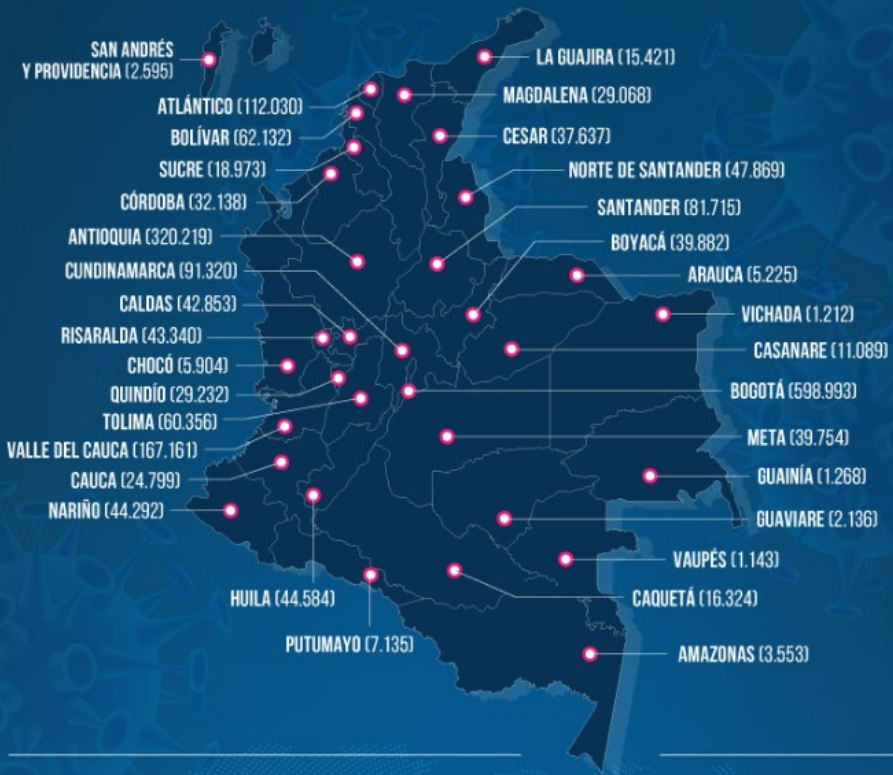 SAN ANDRÉS
Y PROVIDENCIA (2.595)
ATLÁNTICO (112.030)
BOLÍVAR (62.132)
SUCRE (18.973)
CÓRDOBA (32.138)
ANTIOQUIA (320.219)
CUNDINAMARCA (91.320)
CALDAS (42.853)
RISARALDA (43.340)
CHOCÓ (5.904)
QUINDÍO (29.232)
TOLIMA (60.356)
VALLE DEL CAUCA (167.161)
CAUCA (24.799)
NARIÑO (44.292)
HUILA (44.584)
PUTUMAYO (7.135)
LA GUAJIRA (15.421)
MAGDALENA (29.068)
CESAR (37.637)
NORTE DE SANTANDER (47.869)
SANTANDER (81.715)
BOYACÁ (39.882)
ARAUCA (5.225)
VICHADA (1.212)
CASANARE (11.089)
BOGOTÁ (598.993)
META (39.754)
GUAINÍA (1.268)
GUAVIARE (2.136)
VAUPÉS (1.143)
CAQUETÁ (16.324)
AMAZONAS (3.553)